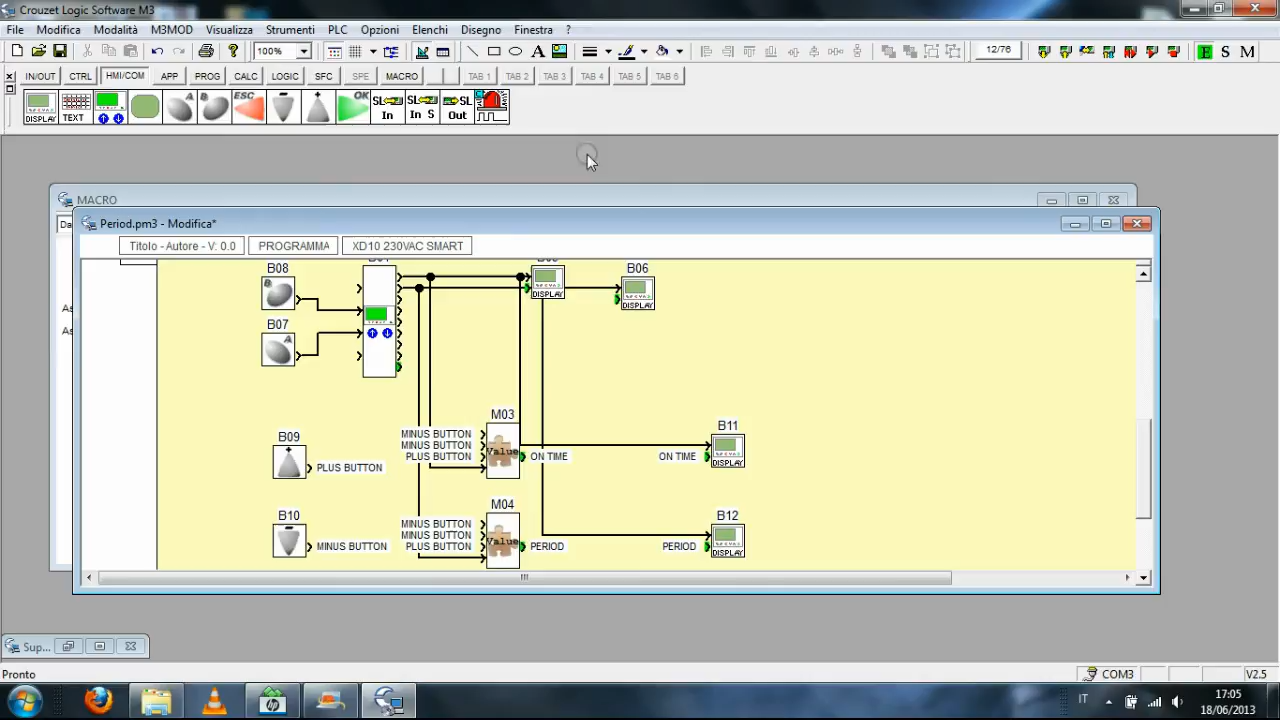 Crouzet Logic Software M3
File Modifica Modalità M3MOD Visualizza Strumenti PLC Opzioni Elenchi Disegno Finestra ?
100% A 12/76 E S M
IN/OUT CTRL HMI/COM APP PROG CALC LOGIC SFC SPE MACRO TAB 1 TAB 2 TAB 3 TAB 4 TAB 5 TAB 6
DISPLAY TEXT A B ESC OK SL In SL In S SL Out
MACRO
Da
Period.pm3 - Modifica*
Titolo - Autore - V: 0.0 PROGRAMMA XD10 230VAC SMART
B08 B06
DISPLAY DISPLAY
B07
A
M03 B11
B09 MINUS BUTTON
MINUS BUTTON Value
PLUS BUTTON ON TIME ON TIME DISPLAY
PLUS BUTTON
M04 B12
B10 MINUS BUTTON
MINUS BUTTON Value
MINUS BUTTON PLUS BUTTON PERIOD PERIOD DISPLAY
Sup...
Pronto COM3 V2.5
IT 17:05
18/06/2013